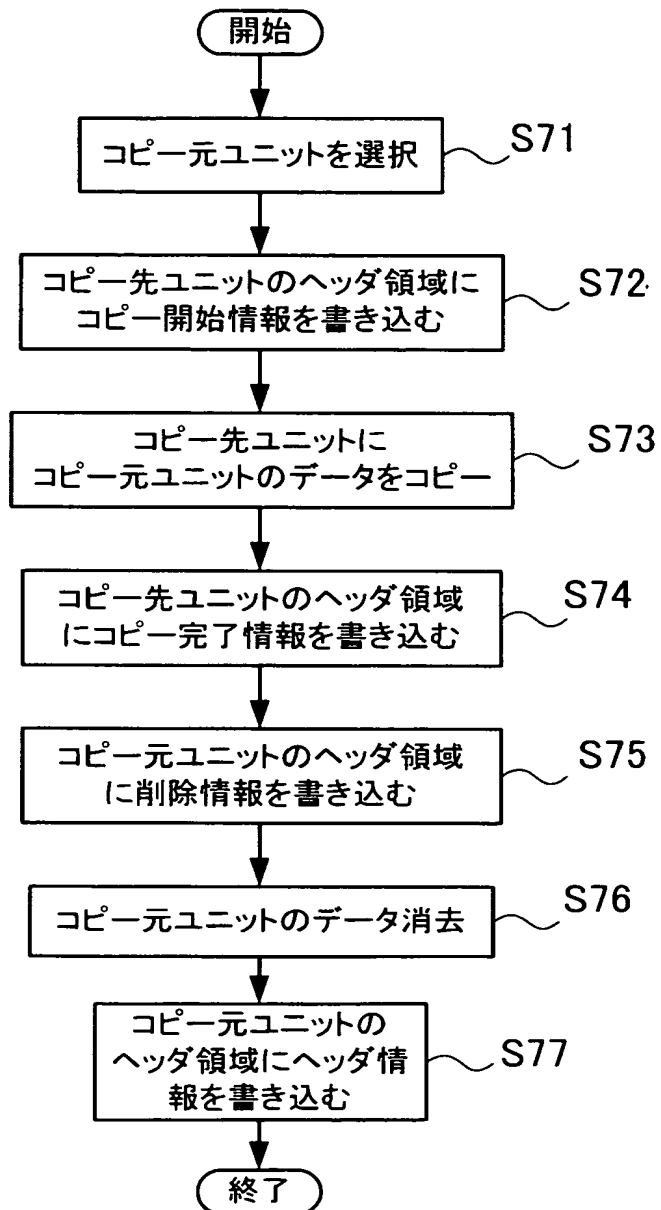 開始
コピー元ユニットを選択
S71
コピー先ユニットのヘッダ領域に
コピー開始情報を書き込む
S72
コピー先ユニットに
コピー元ユニットのデータをコピー
S73
コピー先ユニットのヘッダ領域
にコピー完了情報を書き込む
S74
コピー元ユニットのヘッダ領域
に削除情報を書き込む
S75
コピー元ユニットのデータ消去
S76
コピー元ユニットの
ヘッダ領域にヘッダ情
報を書き込む
S77
終了